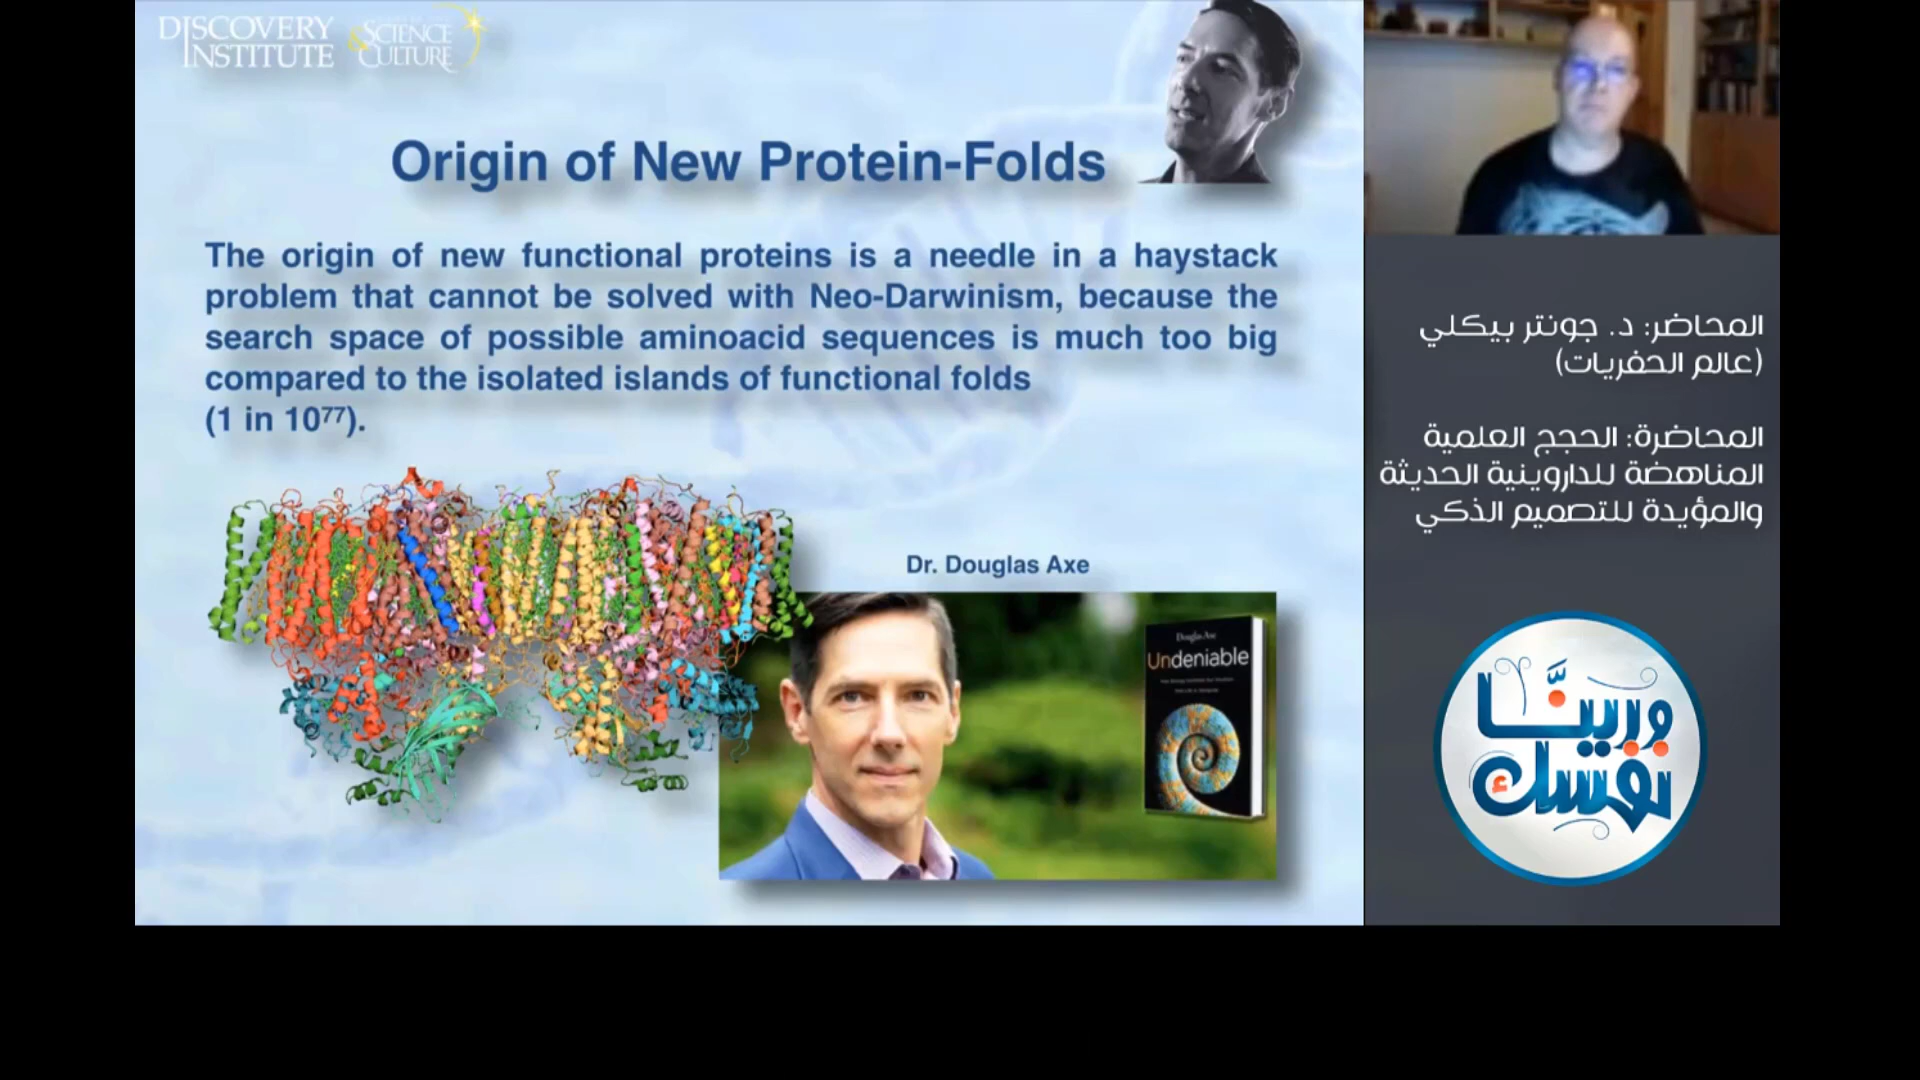 DISCOVERY
INSTITUTE
SCIENCE
& CULTURE
Origin of New Protein-Folds
The origin of new functional proteins is a needle in a haystack
problem that cannot be solved with Neo-Darwinism, because the
search space of possible aminoacid sequences is much too big
compared to the isolated islands of functional folds
(1 in 10⁷⁷).
Dr. Douglas Axe
Douglas Axe
Undeniable
المحاضر: د. جونتر بيكلي
(عالم الحفريات)
المحاضرة: الحجج العلمية
المناهضة للداروينية الحديثة
والمؤيدة للتصميم الذكي
وربينا
نفسك